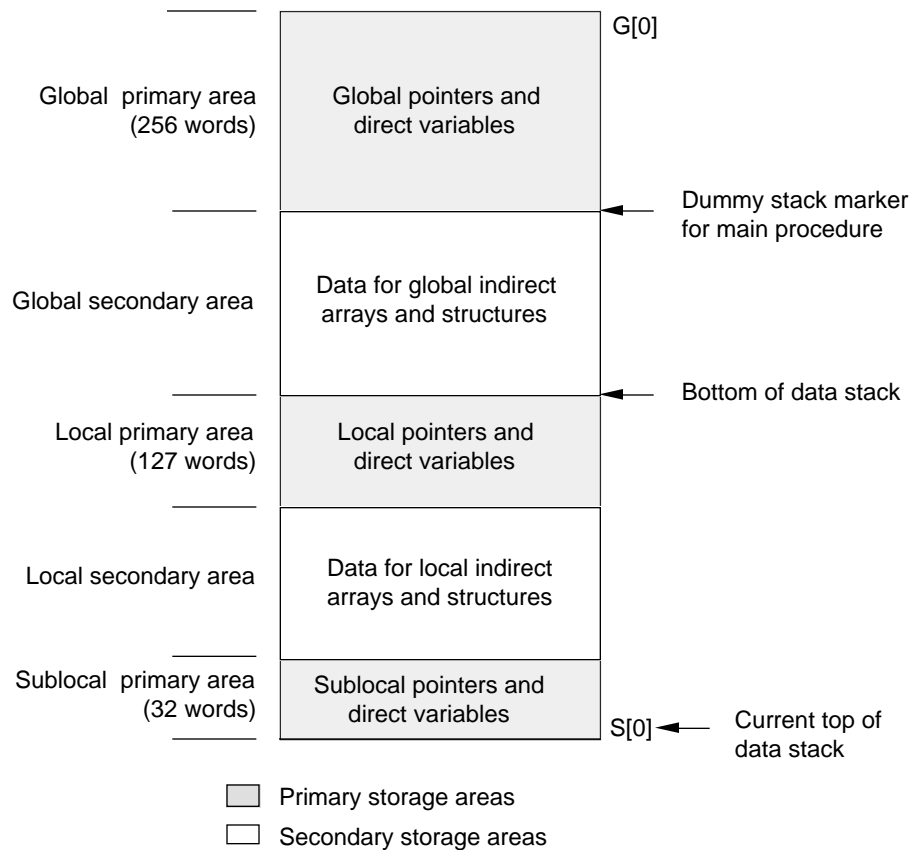 G[0]
Global primary area
(256 words)
Global pointers and
direct variables
Dummy stack marker
for main procedure
Global secondary area
Data for global indirect
arrays and structures
Bottom of data stack
Local primary area
(127 words)
Local pointers and
direct variables
Local secondary area
Data for local indirect
arrays and structures
Sublocal primary area
(32 words)
Sublocal pointers and
direct variables
S[0]
Current top of
data stack
Primary storage areas
Secondary storage areas